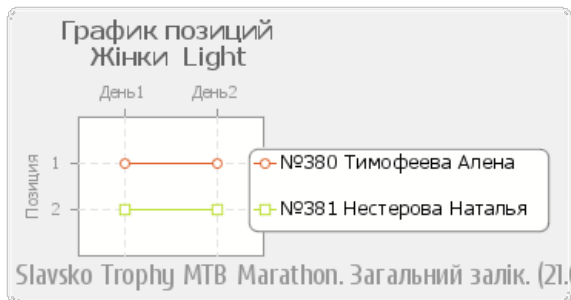 График позиций
Жінки Light
День1 День2
Позиция
1
2
№380 Тимофеева Алена
№381 Нестерова Наталья
Slavsko Trophy MTB Marathon. Загальний залік. (21.